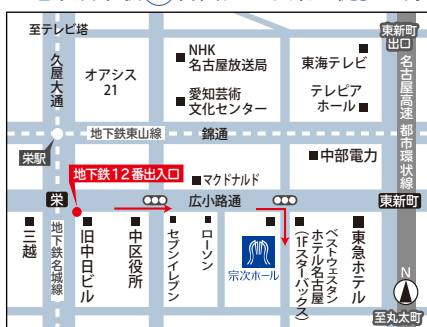 至テレビ塔
久屋大通
オアシス
21
NHK
名古屋放送局
愛知芸術
文化センター
東海テレビ
テレピア
ホール
東新町
出口
名古屋高速 都市環状線
地下鉄東山線
錦通
栄駅
中部電力
地下鉄12番出入口
マクドナルド
栄
広小路通
東新町
三越
地下鉄名城線
旧中日ビル
中区役所
セブンイレブン
ローソン
宗次ホール
ベストウェスタン
ホテル名古屋
(1Fスターバックス)
東急ホテル
N
至丸太町